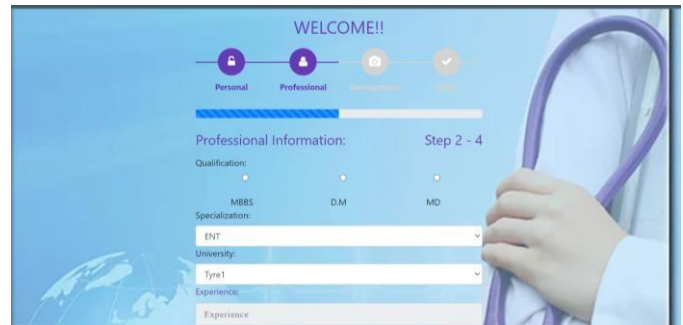 WELCOME!!
Personal Professional
Professional Information: Step 2 - 4
Qualification:
MBBS D.M MD
Specialization:
ENT
University:
Tyre1
Experience:
Experience